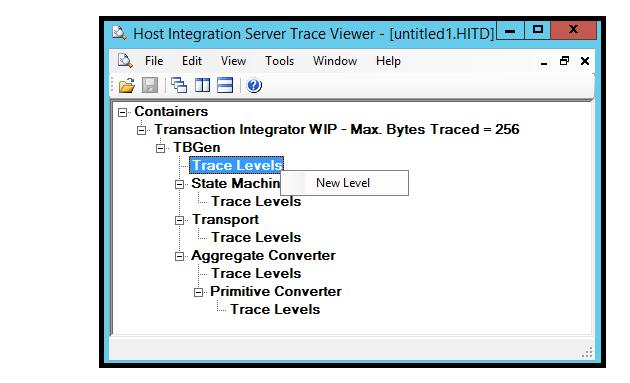 Host Integration Server Trace Viewer - [untitled1.HITD]
File Edit View Tools Window Help
Containers
Transaction Integrator WIP - Max. Bytes Traced = 256
TBGen
Trace Levels
New Level
State Machin
Trace Levels
Transport
Trace Levels
Aggregate Converter
Trace Levels
Primitive Converter
Trace Levels